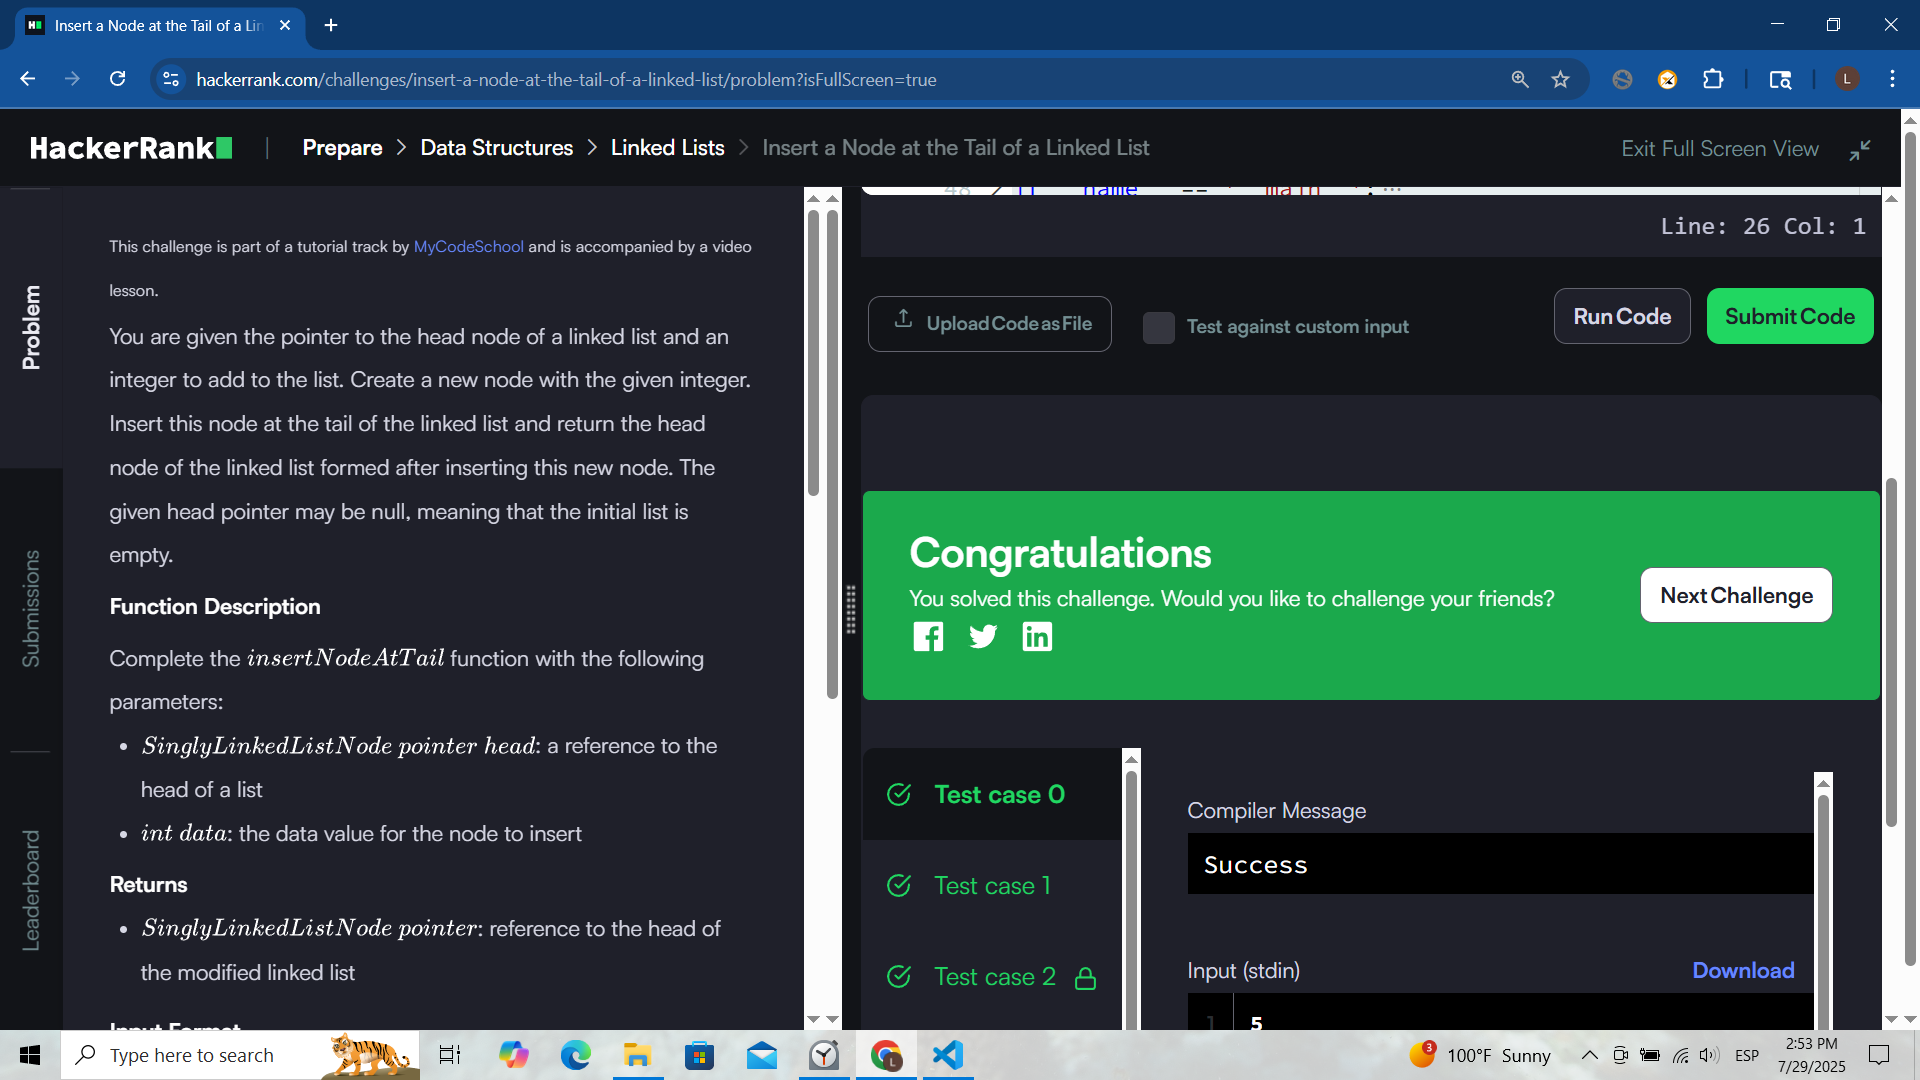 Insert a Node at the Tail of a Lin
hackerrank.com/challenges/insert-a-node-at-the-tail-of-a-linked-list/problem?isFullScreen=true
L
HackerRank
Prepare > Data Structures > Linked Lists > Insert a Node at the Tail of a Linked List
Exit Full Screen View
Problem
Submissions
Leaderboard
This challenge is part of a tutorial track by MyCodeSchool and is accompanied by a video
lesson.
You are given the pointer to the head node of a linked list and an
integer to add to the list. Create a new node with the given integer.
Insert this node at the tail of the linked list and return the head
node of the linked list formed after inserting this new node. The
given head pointer may be null, meaning that the initial list is
empty.
Function Description
Complete the insertNodeAtTail function with the following
parameters:
• SinglyLinkedListNode pointer head: a reference to the
head of a list
• int data: the data value for the node to insert
Returns
• SinglyLinkedListNode pointer: reference to the head of
the modified linked list
Input Format
Line: 26 Col: 1
Upload Code as File
Test against custom input
Run Code
Submit Code
Congratulations
You solved this challenge. Would you like to challenge your friends?
Next Challenge
Test case 0
Test case 1
Test case 2
Compiler Message
Success
Input (stdin)
Download
1 5
Type here to search
3
100°F Sunny
ESP
2:53 PM
7/29/2025